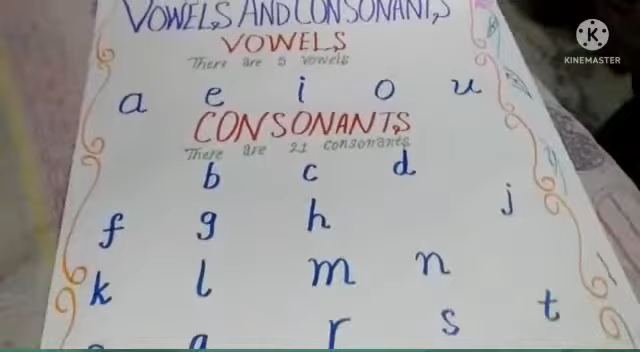 VOWELS AND CONSONANTS
VOWELS
There are 5 vowels
a e i o u
CONSONANTS
There are 21 consonants
b c d
f g h j
k l m n
q r s t
K
KINEMASTER